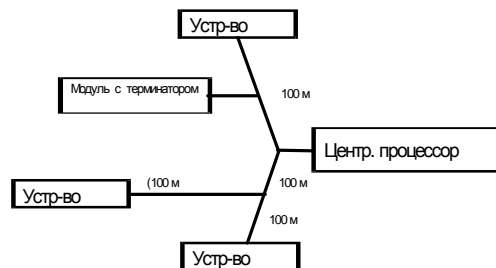 Устр-во
Модуль с терминатором
100 м
Центр. процессор
Устр-во
(100 м
100 м
100 м
Устр-во